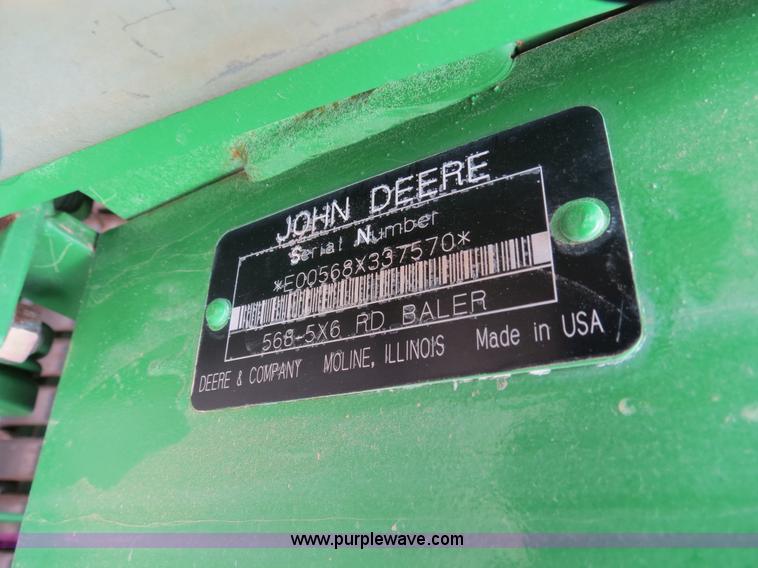 JOHN DEERE
Serial Number
*E00568X337570*
568-5X6 RD BALER
DEERE & COMPANY MOLINE, ILLINOIS Made in USA
www.purplewave.com